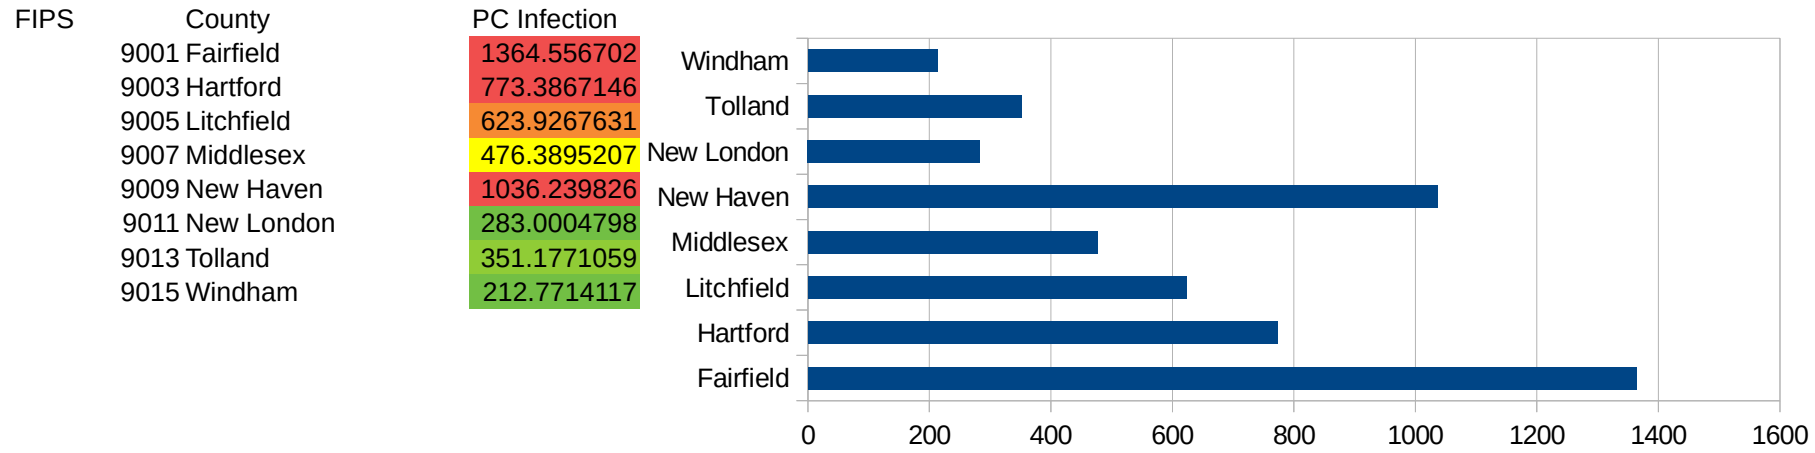 FIPS County PC Infection
9001 Fairfield 1364.556702
9003 Hartford 773.3867146
9005 Litchfield 623.9267631
9007 Middlesex 476.3895207
9009 New Haven 1036.239826
9011 New London 283.0004798
9013 Tolland 351.1771059
9015 Windham 212.7714117
Windham
Tolland
New London
New Haven
Middlesex
Litchfield
Hartford
Fairfield
0 200 400 600 800 1000 1200 1400 1600